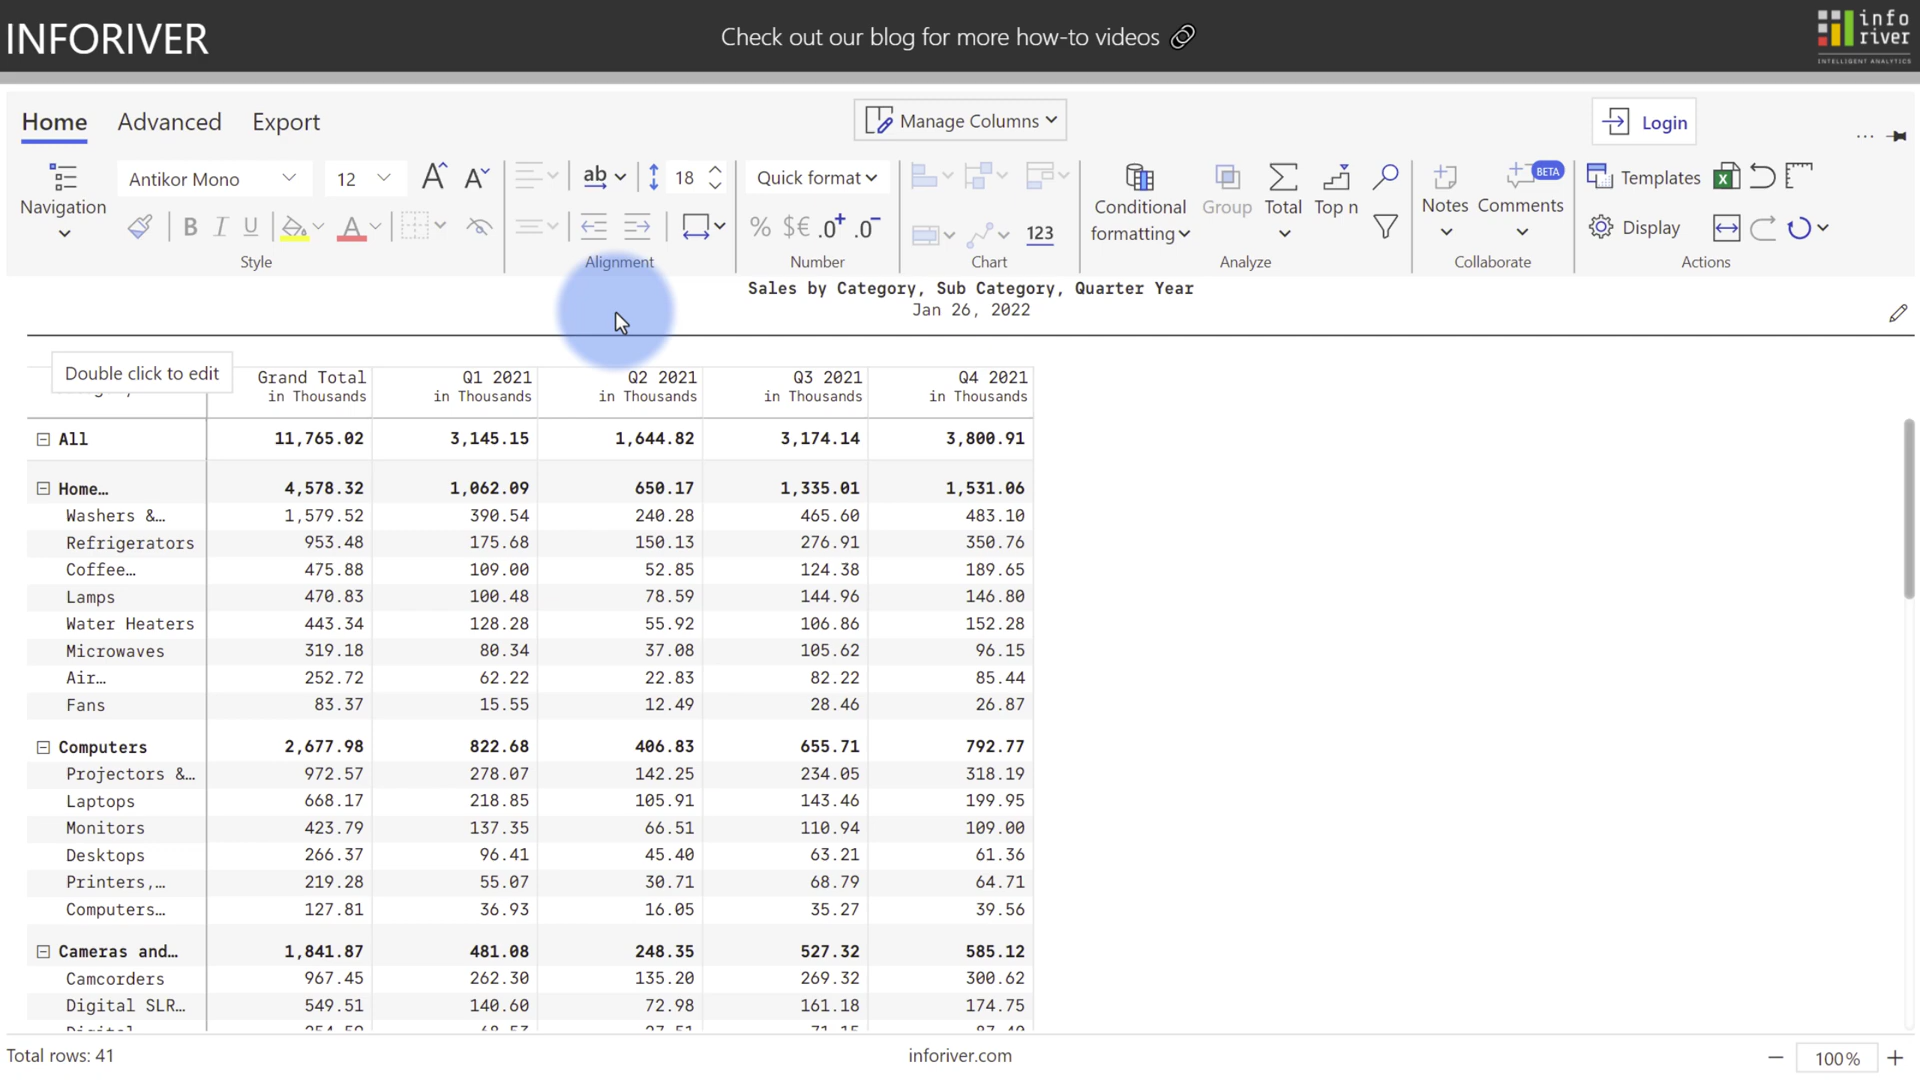 INFORIVER
Check out our blog for more how-to videos
info
river
INTELLIGENT ANALYTICS
Home Advanced Export
Manage Columns
Login
Navigation
Antikor Mono
12
18
Quick format
Conditional
formatting
Group
Total
Top n
Notes
BETA
Comments
Templates
Display
Style
Alignment
Number
Chart
123
Analyze
Collaborate
Actions
Sales by Category, Sub Category, Quarter Year
Jan 26, 2022
Double click to edit
Grand Total Q1 2021 Q2 2021 Q3 2021 Q4 2021
in Thousands in Thousands in Thousands in Thousands in Thousands
All 11,765.02 3,145.15 1,644.82 3,174.14 3,800.91
Home… 4,578.32 1,062.09 650.17 1,335.01 1,531.06
Washers &… 1,579.52 390.54 240.28 465.60 483.10
Refrigerators 953.48 175.68 150.13 276.91 350.76
Coffee… 475.88 109.00 52.85 124.38 189.65
Lamps 470.83 100.48 78.59 144.96 146.80
Water Heaters 443.34 128.28 55.92 106.86 152.28
Microwaves 319.18 80.34 37.08 105.62 96.15
Air… 252.72 62.22 22.83 82.22 85.44
Fans 83.37 15.55 12.49 28.46 26.87
Computers 2,677.98 822.68 406.83 655.71 792.77
Projectors &… 972.57 278.07 142.25 234.05 318.19
Laptops 668.17 218.85 105.91 143.46 199.95
Monitors 423.79 137.35 66.51 110.94 109.00
Desktops 266.37 96.41 45.40 63.21 61.36
Printers,… 219.28 55.07 30.71 68.79 64.71
Computers… 127.81 36.93 16.05 35.27 39.56
Cameras and… 1,841.87 481.08 248.35 527.32 585.12
Camcorders 967.45 262.30 135.20 269.32 300.62
Digital SLR… 549.51 140.60 72.98 161.18 174.75
Total rows: 41
inforiver.com
100%